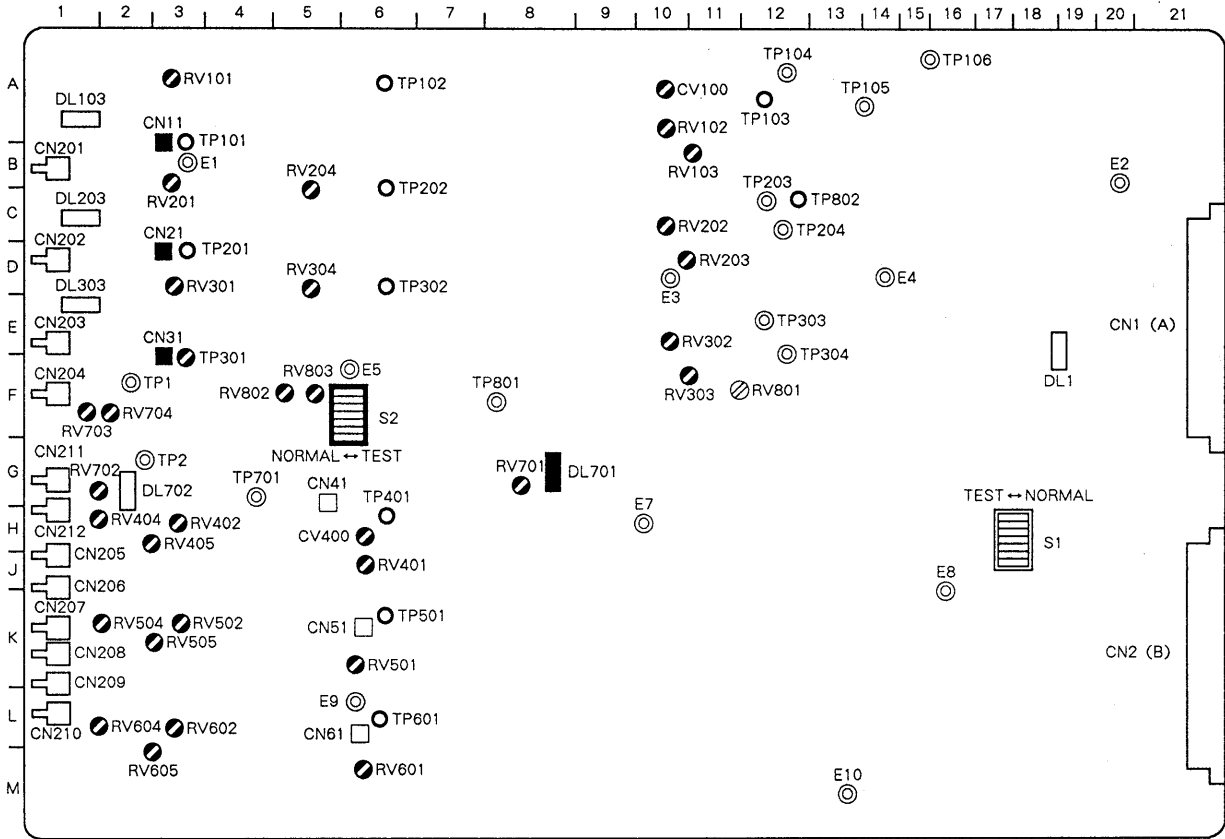 1 2 3 4 5 6 7 8 9 10 11 12 13 14 15 16 17 18 19 20 21
A
RV101
TP102
TP104
TP106
CV100
TP105
DL103
TP103
CN11
RV102
TP101
B
CN201
E1
RV204
RV103
E2
TP202
TP203
RV201
TP802
C
DL203
RV202
TP204
CN21
CN202
TP201
D
RV304
RV203
E4
RV301
TP302
DL303
E3
E
CN203
TP303
CN1 (A)
CN31
RV302
TP301
TP304
CN204
RV803
E5
DL1
F
TP1
RV802
TP801
RV303
RV801
RV704
S2
RV703
NORMAL ↔ TEST
G
CN211
TP2
RV702
TP701
RV701
DL701
DL702
CN41
TP401
E7
TEST ↔ NORMAL
H
RV404
RV402
CN212
CV400
RV405
S1
J
CN205
RV401
E8
CN206
CN207
TP501
K
RV504
RV502
CN51
RV505
CN208
CN2 (B)
RV501
CN209
E9
L
TP601
RV604
RV602
CN61
CN210
RV605
RV601
E10
M